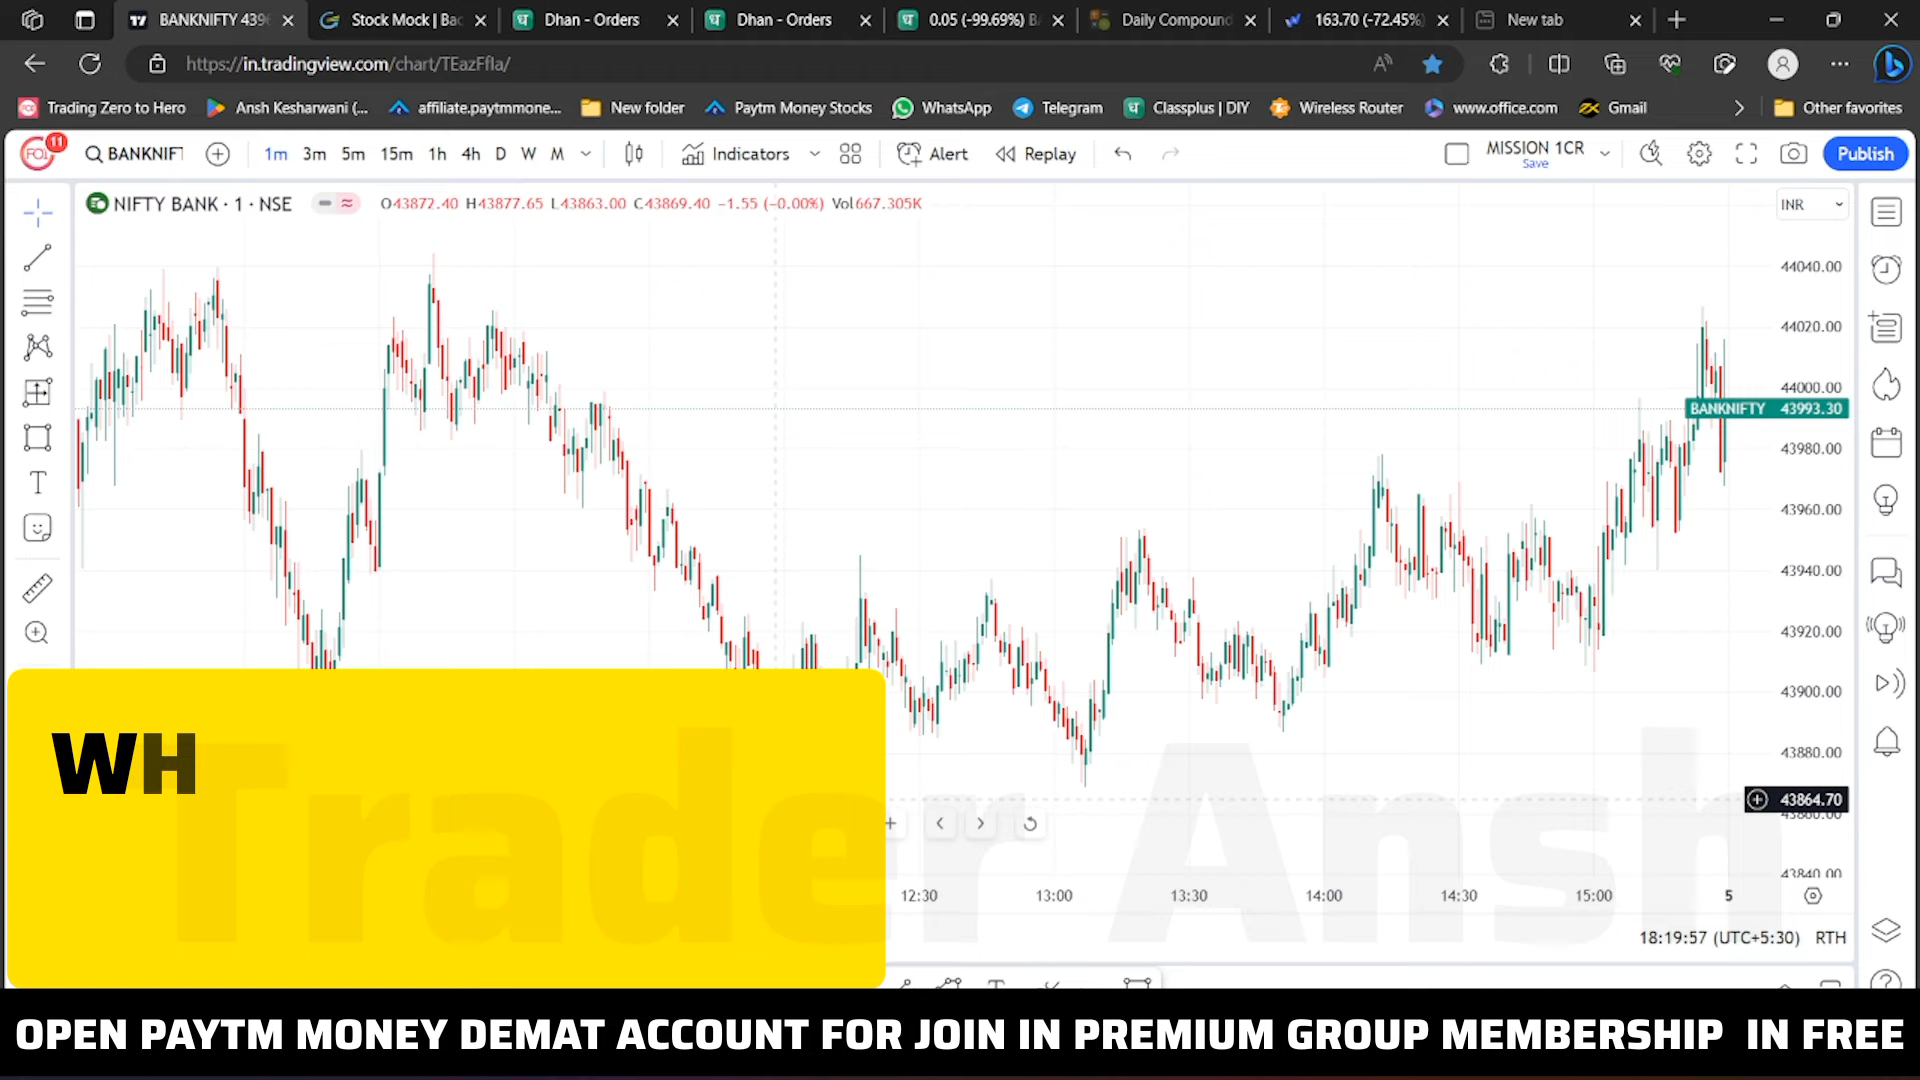 BANKNIFTY 4396
Stock Mock | Bac
Dhan - Orders
Dhan - Orders
0.05 (-99.69%) B
Daily Compound
163.70 (-72.45%)
New tab
https://in.tradingview.com/chart/TEazFfla/
Trading Zero to Hero
Ansh Kesharwani (...
affiliate.paytmmone...
New folder
Paytm Money Stocks
WhatsApp
Telegram
Classplus | DIY
Wireless Router
www.office.com
Gmail
Other favorites
11
BANKNIFT
1m 3m 5m 15m 1h 4h D W M
Indicators
Alert
Replay
MISSION 1CR
Save
Publish
NIFTY BANK · 1 · NSE
O43872.40 H43877.65 L43863.00 C43869.40 −1.55 (−0.00%) Vol667.305K
INR
44040.00
44020.00
44000.00
BANKNIFTY 43993.30
43980.00
43960.00
43940.00
43920.00
43900.00
43880.00
43864.70
43860.00
43840.00
WH
Trader Ansh
12:30 13:00 13:30 14:00 14:30 15:00 5
18:19:57 (UTC+5:30) RTH
OPEN PAYTM MONEY DEMAT ACCOUNT FOR JOIN IN PREMIUM GROUP MEMBERSHIP IN FREE